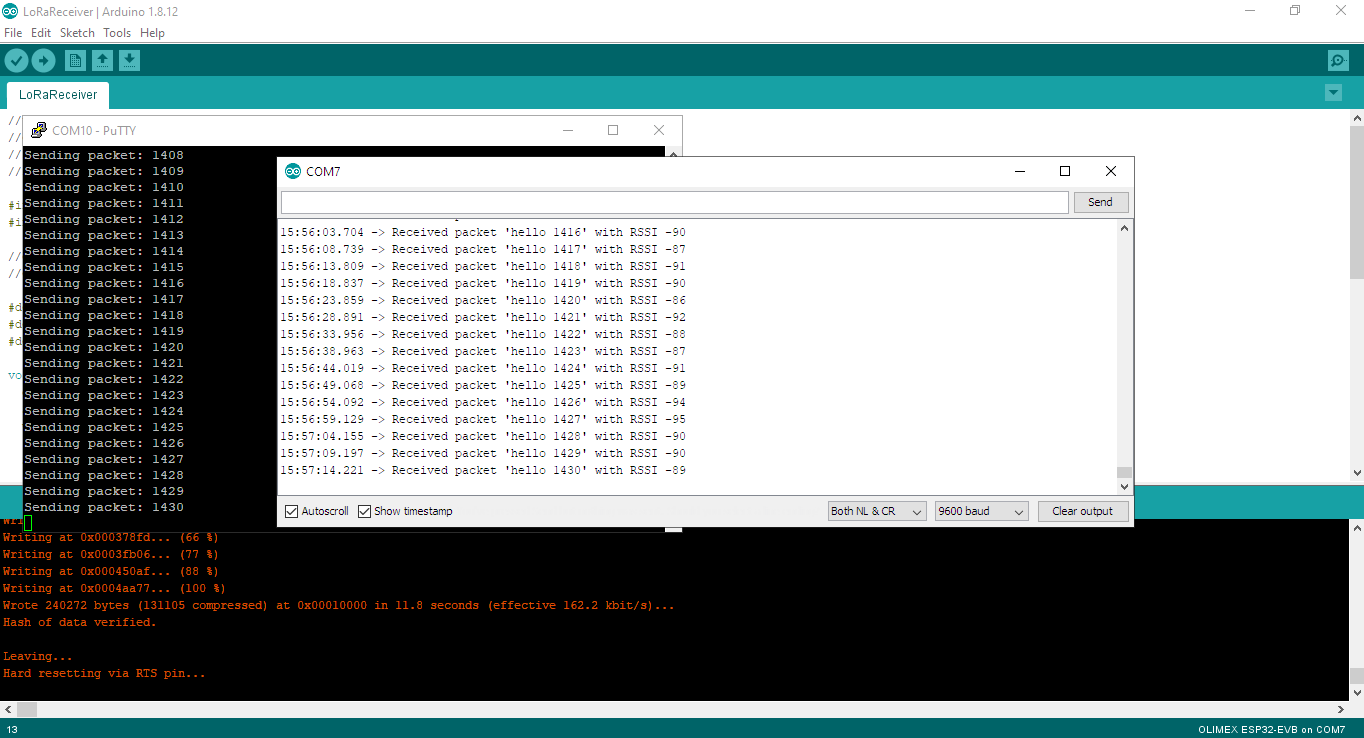 LoRaReceiver | Arduino 1.8.12
File Edit Sketch Tools Help
LoRaReceiver
//
//
//
//
#i
#i
//
//
#d
#d
#d
vo
COM10 - PuTTY
Sending packet: 1408
Sending packet: 1409
Sending packet: 1410
Sending packet: 1411
Sending packet: 1412
Sending packet: 1413
Sending packet: 1414
Sending packet: 1415
Sending packet: 1416
Sending packet: 1417
Sending packet: 1418
Sending packet: 1419
Sending packet: 1420
Sending packet: 1421
Sending packet: 1422
Sending packet: 1423
Sending packet: 1424
Sending packet: 1425
Sending packet: 1426
Sending packet: 1427
Sending packet: 1428
Sending packet: 1429
Sending packet: 1430
COM7
Send
15:56:03.704 -> Received packet 'hello 1416' with RSSI -90
15:56:08.739 -> Received packet 'hello 1417' with RSSI -87
15:56:13.809 -> Received packet 'hello 1418' with RSSI -91
15:56:18.837 -> Received packet 'hello 1419' with RSSI -90
15:56:23.859 -> Received packet 'hello 1420' with RSSI -86
15:56:28.891 -> Received packet 'hello 1421' with RSSI -92
15:56:33.956 -> Received packet 'hello 1422' with RSSI -88
15:56:38.963 -> Received packet 'hello 1423' with RSSI -87
15:56:44.019 -> Received packet 'hello 1424' with RSSI -91
15:56:49.068 -> Received packet 'hello 1425' with RSSI -89
15:56:54.092 -> Received packet 'hello 1426' with RSSI -94
15:56:59.129 -> Received packet 'hello 1427' with RSSI -95
15:57:04.155 -> Received packet 'hello 1428' with RSSI -90
15:57:09.197 -> Received packet 'hello 1429' with RSSI -90
15:57:14.221 -> Received packet 'hello 1430' with RSSI -89
Autoscroll Show timestamp Both NL & CR 9600 baud Clear output
Wri
Writing at 0x000378fd... (66 %)
Writing at 0x0003fb06... (77 %)
Writing at 0x000450af... (88 %)
Writing at 0x0004aa77... (100 %)
Wrote 240272 bytes (131105 compressed) at 0x00010000 in 11.8 seconds (effective 162.2 kbit/s)...
Hash of data verified.
Leaving...
Hard resetting via RTS pin...
13 OLIMEX ESP32-EVB on COM7